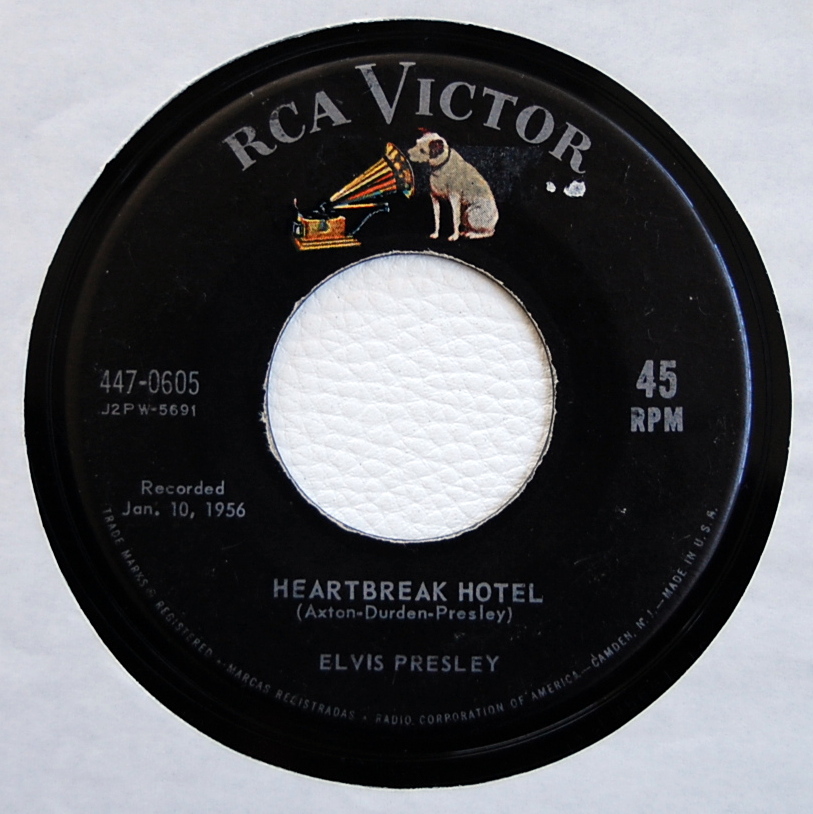 RCA VICTOR
447-0605
J2PW-5691
45
RPM
Recorded
Jan. 10, 1956
HEARTBREAK HOTEL
(Axton-Durden-Presley)
ELVIS PRESLEY
TRADE MARKS ® REGISTERED • MARCAS REGISTRADAS • RADIO CORPORATION OF AMERICA—CAMDEN, N. J.—MADE IN U. S. A.